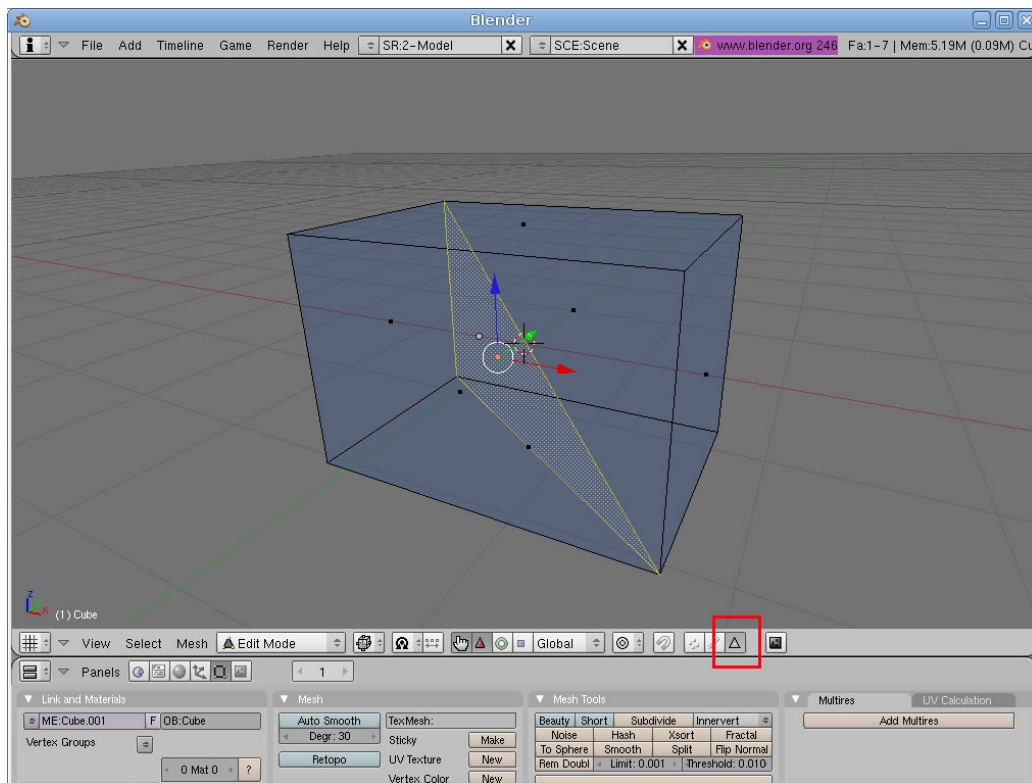 Blender
File Add Timeline Game Render Help SR:2-Model X SCE:Scene X www.blender.org 246 Fa:1-7 | Mem:5.19M (0.09M) Cu
z
x
(1) Cube
View Select Mesh Edit Mode Global
Panels 1
Link and Materials
ME:Cube.001 F OB:Cube
Vertex Groups
0 Mat 0 ?
Mesh
Auto Smooth TexMesh:
Degr: 30 Sticky Make
Retopo UV Texture New
Vertex Color New
Mesh Tools
Beauty Short Subdivide Innervert
Noise Hash Xsort Fractal
To Sphere Smooth Split Flip Normal
Rem Doubl Limit: 0.001 Threshold: 0.010
Multires UV Calculation
Add Multires